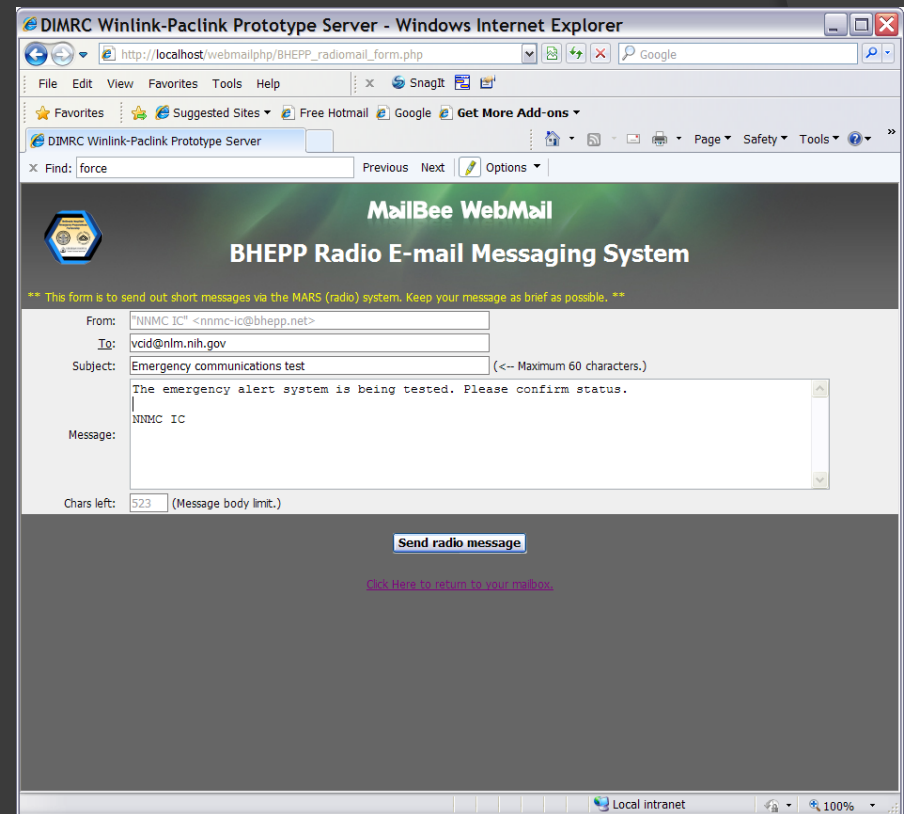 DIMRC Winlink-Paclink Prototype Server - Windows Internet Explorer
http://localhost/webmailphp/BHEPP_radiomail_form.php Google
File Edit View Favorites Tools Help x SnagIt
Favorites Suggested Sites Free Hotmail Google Get More Add-ons
DIMRC Winlink-Paclink Prototype Server Page Safety Tools »
x Find: force Previous Next Options
MailBee WebMail
BHEPP Radio E-mail Messaging System
** This form is to send out short messages via the MARS (radio) system. Keep your message as brief as possible. **
From: "NNMC IC" <nnmc-ic@bhepp.net>
To: vcid@nlm.nih.gov
Subject: Emergency communications test (<-- Maximum 60 characters.)
The emergency alert system is being tested. Please confirm status.
NNMC IC
Message:
Chars left: 523 (Message body limit.)
Send radio message
Click Here to return to your mailbox.
Local intranet 100%